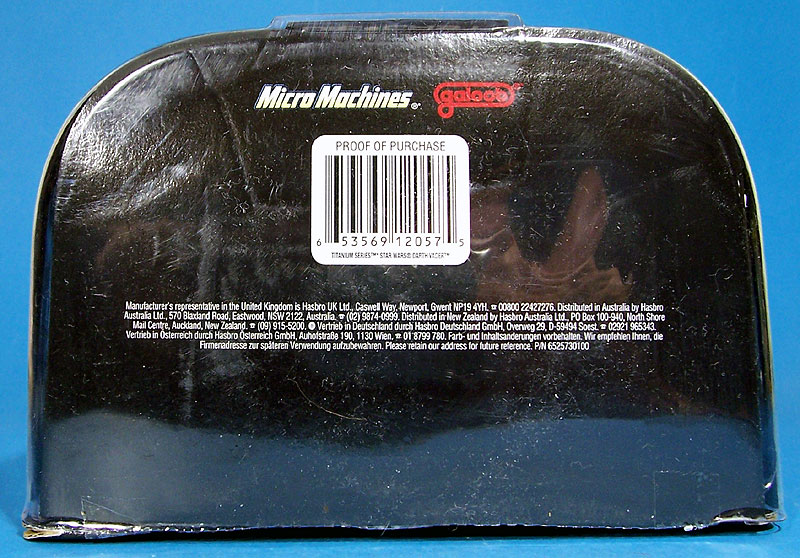 Micro Machines® galoob™
PROOF OF PURCHASE
6 53569 12057 5
TITANIUM SERIES™ STAR WARS® DARTH VADER™
Manufacturer's representative in the United Kingdom is Hasbro UK Ltd., Caswell Way, Newport, Gwent NP19 4YH. ☎ 00800 22427276. Distributed in Australia by Hasbro
Australia Ltd., 570 Blaxland Road, Eastwood, NSW 2122, Australia. ☎ (02) 9874-0999. Distributed in New Zealand by Hasbro Australia Ltd., PO Box 100-940, North Shore
Mail Centre, Auckland, New Zealand. ☎ (09) 915-5200. Vertrieb in Deutschland durch Hasbro Deutschland GmbH, Overweg 29, D-59494 Soest. ☎ 02921 965343.
Vertrieb in Österreich durch Hasbro Österreich GmbH, Auhofstraße 190, 1130 Wien. ☎ 01 8799 780. Farb- und Inhaltsänderungen vorbehalten. Wir empfehlen Ihnen, die
Firmenadresse zur späteren Verwendung aufzubewahren. Please retain our address for future reference. P/N 6525730100